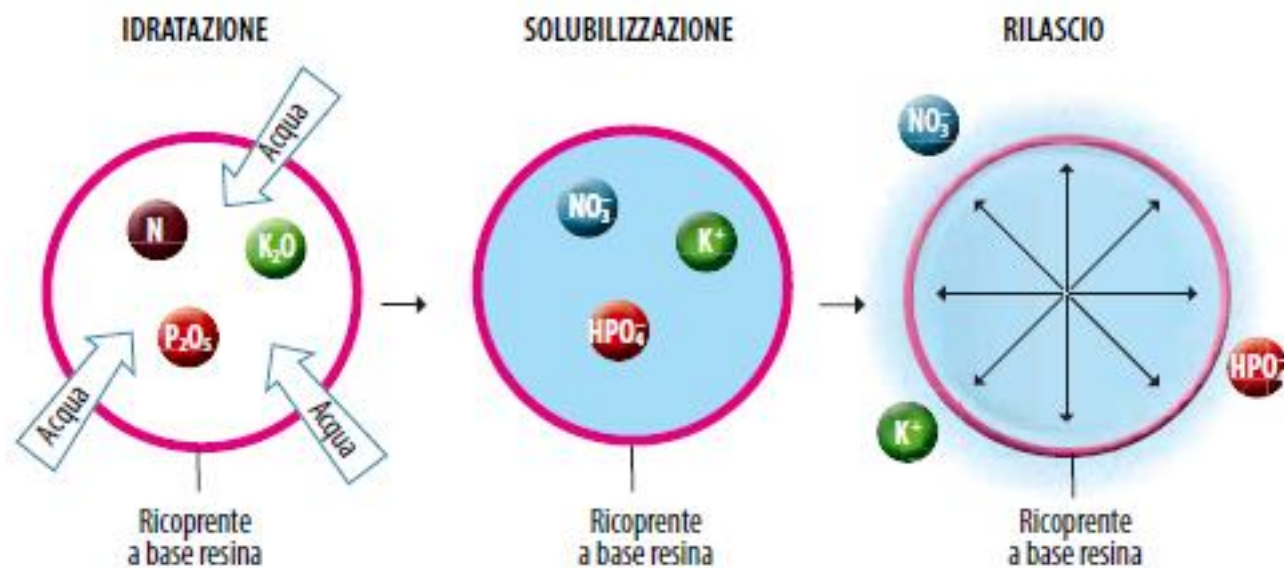 IDRATAZIONE
SOLUBILIZZAZIONE
RILASCIO
Acqua
N
K₂O
P₂O₅
Acqua
Acqua
Ricoprente
a base resina
NO₃⁻
K⁺
HPO₄⁻
Ricoprente
a base resina
NO₃⁻
HPO₄⁻
K⁺
Ricoprente
a base resina